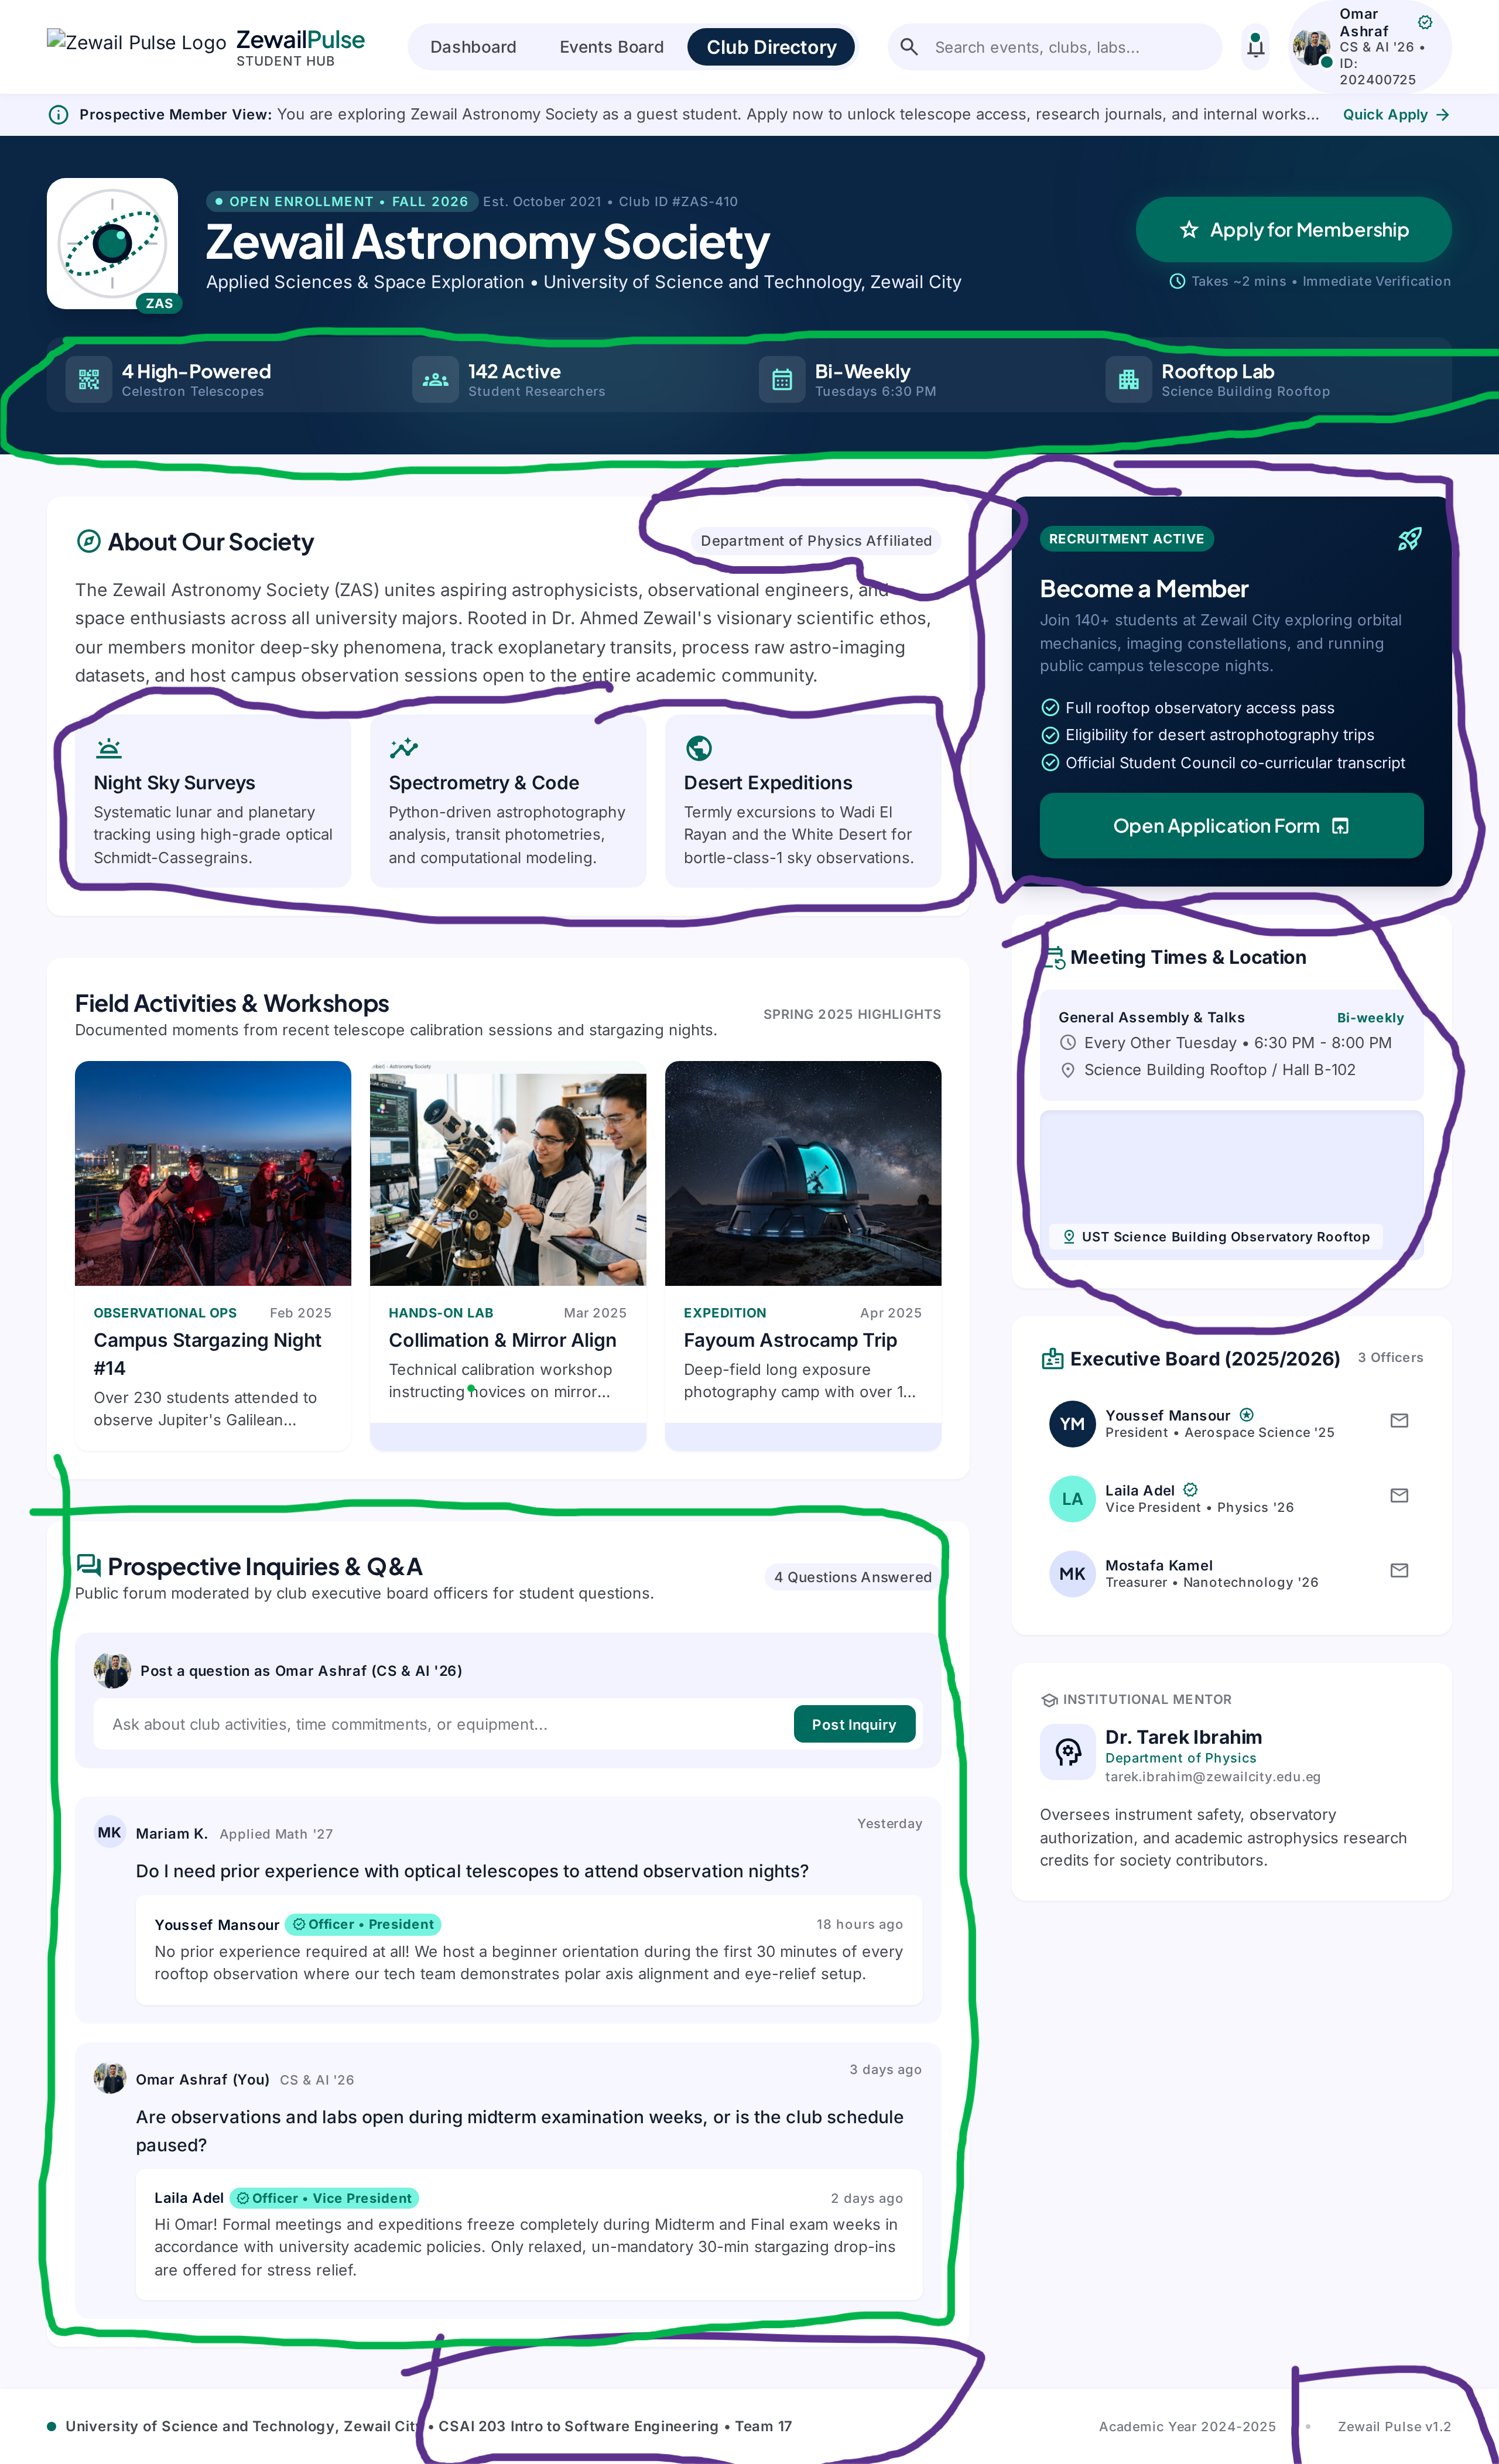 Zewail Pulse Logo
ZewailPulse
STUDENT HUB
Dashboard
Events Board
Club Directory
Search events, clubs, labs...
Omar Ashraf
CS & AI '26 •
ID:
202400725
Prospective Member View: You are exploring Zewail Astronomy Society as a guest student. Apply now to unlock telescope access, research journals, and internal works...
Quick Apply
ZAS
OPEN ENROLLMENT • FALL 2026
Est. October 2021 • Club ID #ZAS-410
Zewail Astronomy Society
Applied Sciences & Space Exploration • University of Science and Technology, Zewail City
Apply for Membership
Takes ~2 mins • Immediate Verification
4 High-Powered
Celestron Telescopes
142 Active
Student Researchers
Bi-Weekly
Tuesdays 6:30 PM
Rooftop Lab
Science Building Rooftop
About Our Society
Department of Physics Affiliated
The Zewail Astronomy Society (ZAS) unites aspiring astrophysicists, observational engineers, and
space enthusiasts across all university majors. Rooted in Dr. Ahmed Zewail's visionary scientific ethos,
our members monitor deep-sky phenomena, track exoplanetary transits, process raw astro-imaging
datasets, and host campus observation sessions open to the entire academic community.
Night Sky Surveys
Systematic lunar and planetary
tracking using high-grade optical
Schmidt-Cassegrains.
Spectrometry & Code
Python-driven astrophotography
analysis, transit photometries,
and computational modeling.
Desert Expeditions
Termly excursions to Wadi El
Rayan and the White Desert for
bortle-class-1 sky observations.
Field Activities & Workshops
Documented moments from recent telescope calibration sessions and stargazing nights.
SPRING 2025 HIGHLIGHTS
Astronomy Society
OBSERVATIONAL OPS
Feb 2025
Campus Stargazing Night
#14
Over 230 students attended to
observe Jupiter's Galilean...
HANDS-ON LAB
Mar 2025
Collimation & Mirror Align
Technical calibration workshop
instructing novices on mirror...
EXPEDITION
Apr 2025
Fayoum Astrocamp Trip
Deep-field long exposure
photography camp with over 1...
Prospective Inquiries & Q&A
Public forum moderated by club executive board officers for student questions.
4 Questions Answered
Post a question as Omar Ashraf (CS & AI '26)
Ask about club activities, time commitments, or equipment...
Post Inquiry
MK
Mariam K. Applied Math '27
Yesterday
Do I need prior experience with optical telescopes to attend observation nights?
Youssef Mansour Officer • President
18 hours ago
No prior experience required at all! We host a beginner orientation during the first 30 minutes of every
rooftop observation where our tech team demonstrates polar axis alignment and eye-relief setup.
Omar Ashraf (You) CS & AI '26
3 days ago
Are observations and labs open during midterm examination weeks, or is the club schedule
paused?
Laila Adel Officer • Vice President
2 days ago
Hi Omar! Formal meetings and expeditions freeze completely during Midterm and Final exam weeks in
accordance with university academic policies. Only relaxed, un-mandatory 30-min stargazing drop-ins
are offered for stress relief.
RECRUITMENT ACTIVE
Become a Member
Join 140+ students at Zewail City exploring orbital
mechanics, imaging constellations, and running
public campus telescope nights.
Full rooftop observatory access pass
Eligibility for desert astrophotography trips
Official Student Council co-curricular transcript
Open Application Form
Meeting Times & Location
General Assembly & Talks
Bi-weekly
Every Other Tuesday • 6:30 PM - 8:00 PM
Science Building Rooftop / Hall B-102
UST Science Building Observatory Rooftop
Executive Board (2025/2026)
3 Officers
YM
Youssef Mansour
President • Aerospace Science '25
LA
Laila Adel
Vice President • Physics '26
MK
Mostafa Kamel
Treasurer • Nanotechnology '26
INSTITUTIONAL MENTOR
Dr. Tarek Ibrahim
Department of Physics
tarek.ibrahim@zewailcity.edu.eg
Oversees instrument safety, observatory
authorization, and academic astrophysics research
credits for society contributors.
University of Science and Technology, Zewail City • CSAI 203 Intro to Software Engineering • Team 17
Academic Year 2024-2025 • Zewail Pulse v1.2